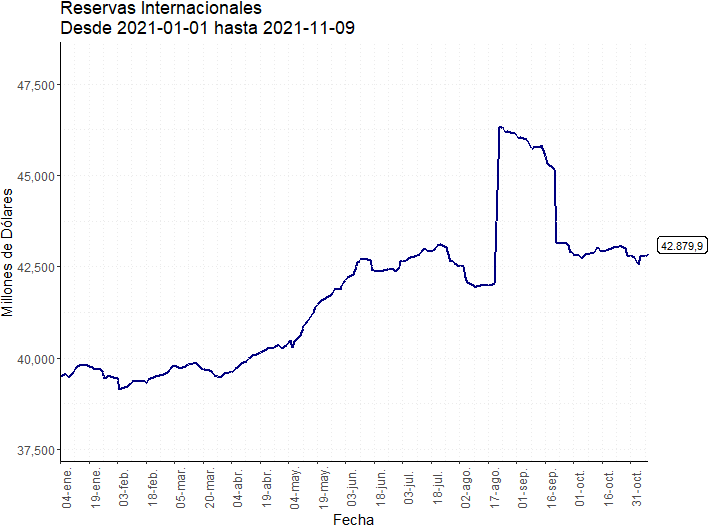 Reservas Internacionales
Desde 2021-01-01 hasta 2021-11-09
Millones de Dólares
47,500
45,000
42,500
40,000
37,500
42.879,9
04-ene.
19-ene.
03-feb.
18-feb.
05-mar.
20-mar.
04-abr.
19-abr.
04-may.
19-may.
03-jun.
18-jun.
03-jul.
18-jul.
02-ago.
17-ago.
01-sep.
16-sep.
01-oct.
16-oct.
31-oct.
Fecha